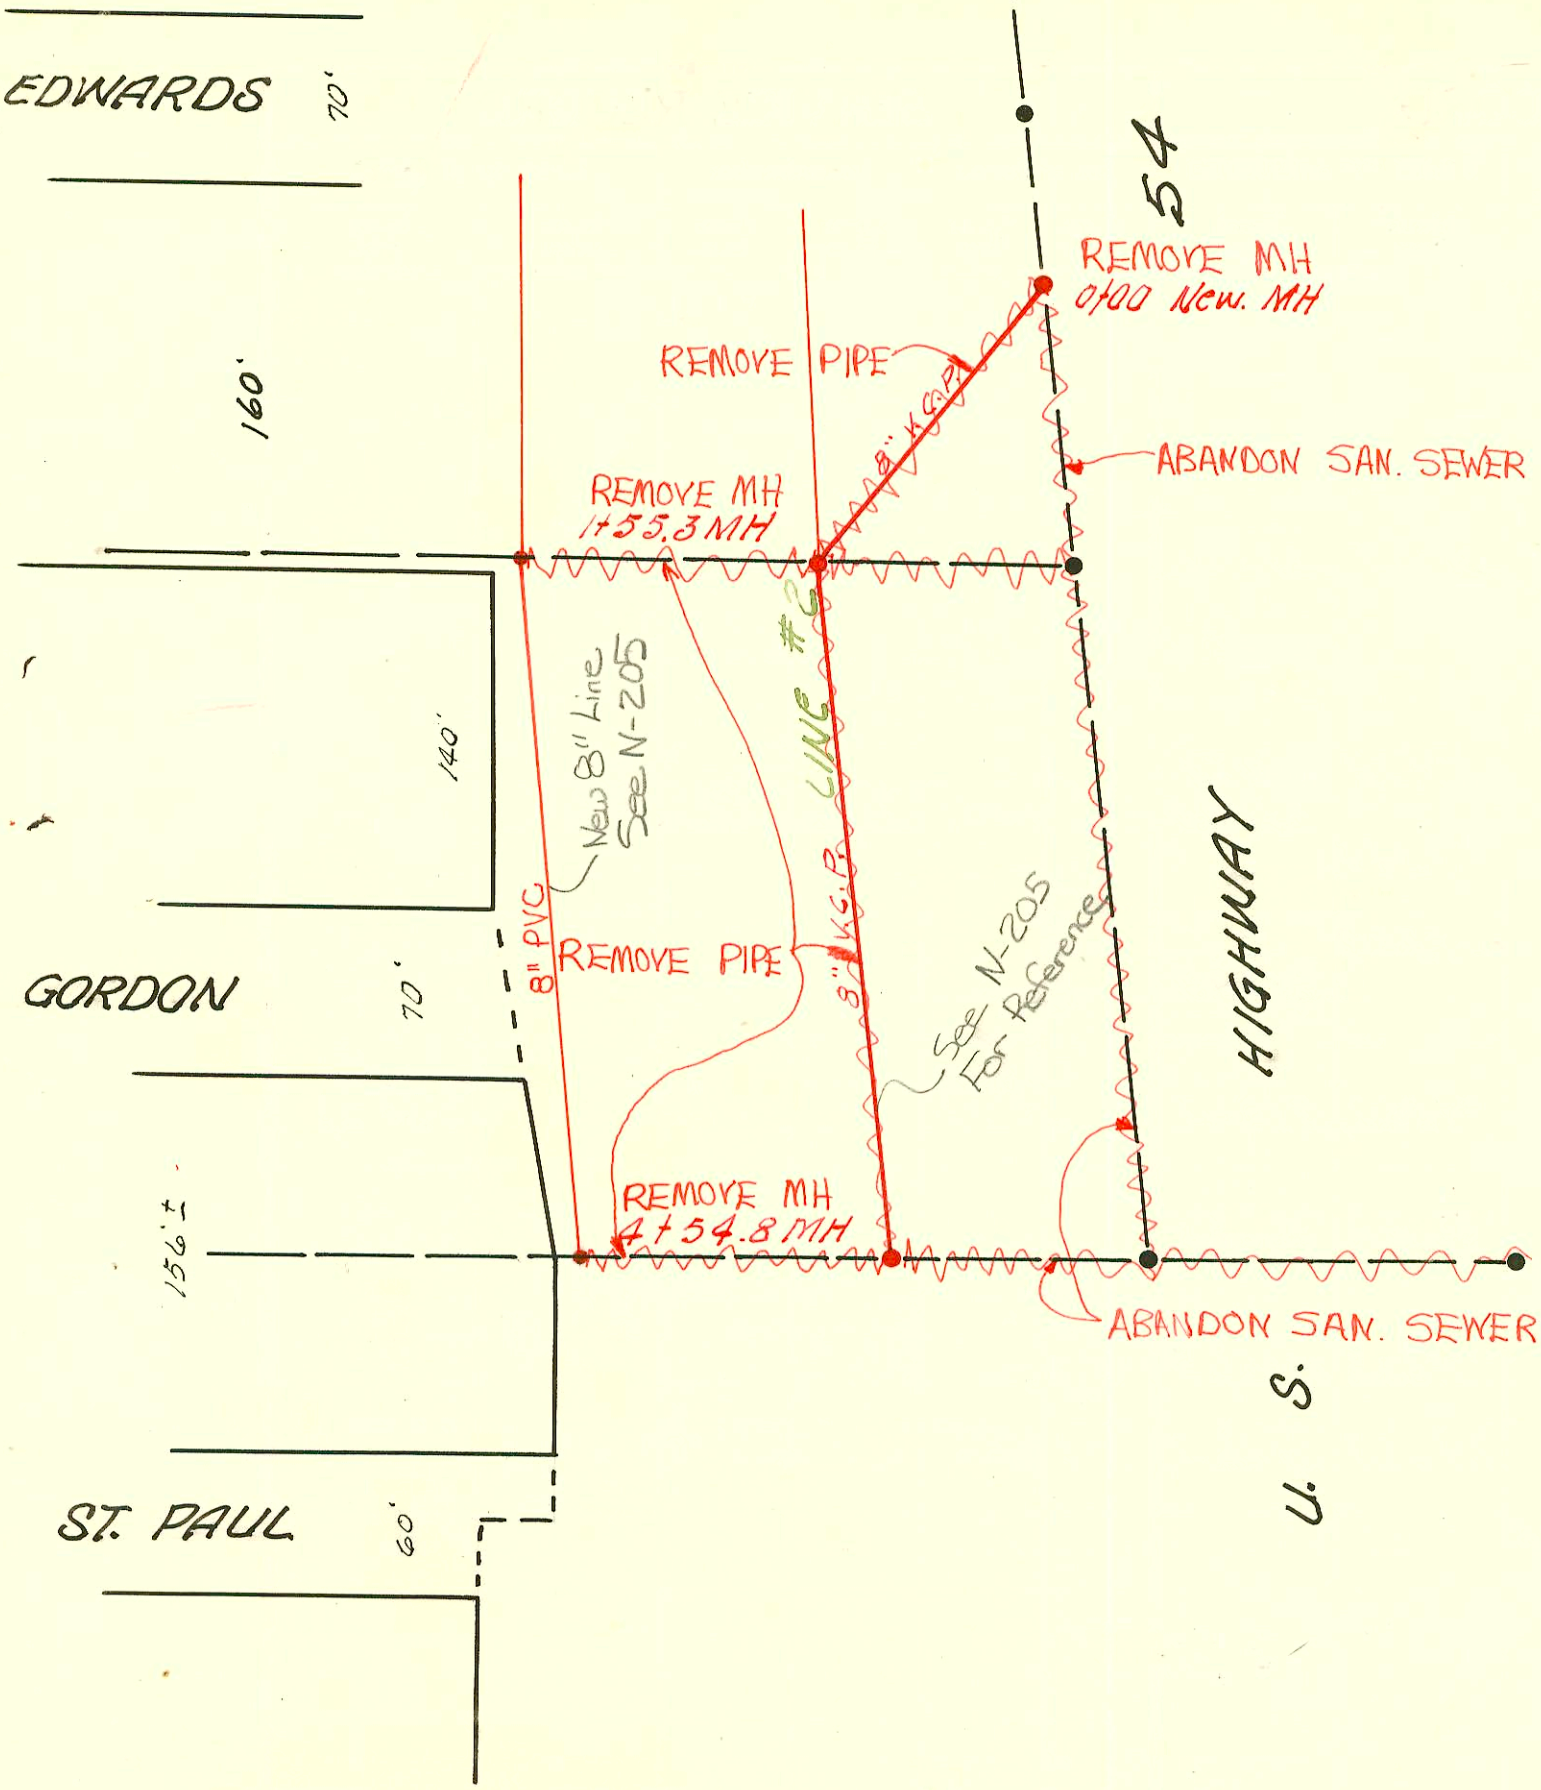 EDWARDS
70'
54
REMOVE MH
0+00 New. MH
REMOVE PIPE
8" V.C.P.
160'
ABANDON SAN. SEWER
REMOVE MH
1+55.3 MH
LINE #2
New 8" Line
See N-205
140'
HIGHWAY
8" PVC
REMOVE PIPE
8" V.C.P.
See N-205
For Reference
GORDON
70'
REMOVE MH
4+54.8 MH
156'±
ABANDON SAN. SEWER
U. S.
ST. PAUL
60'